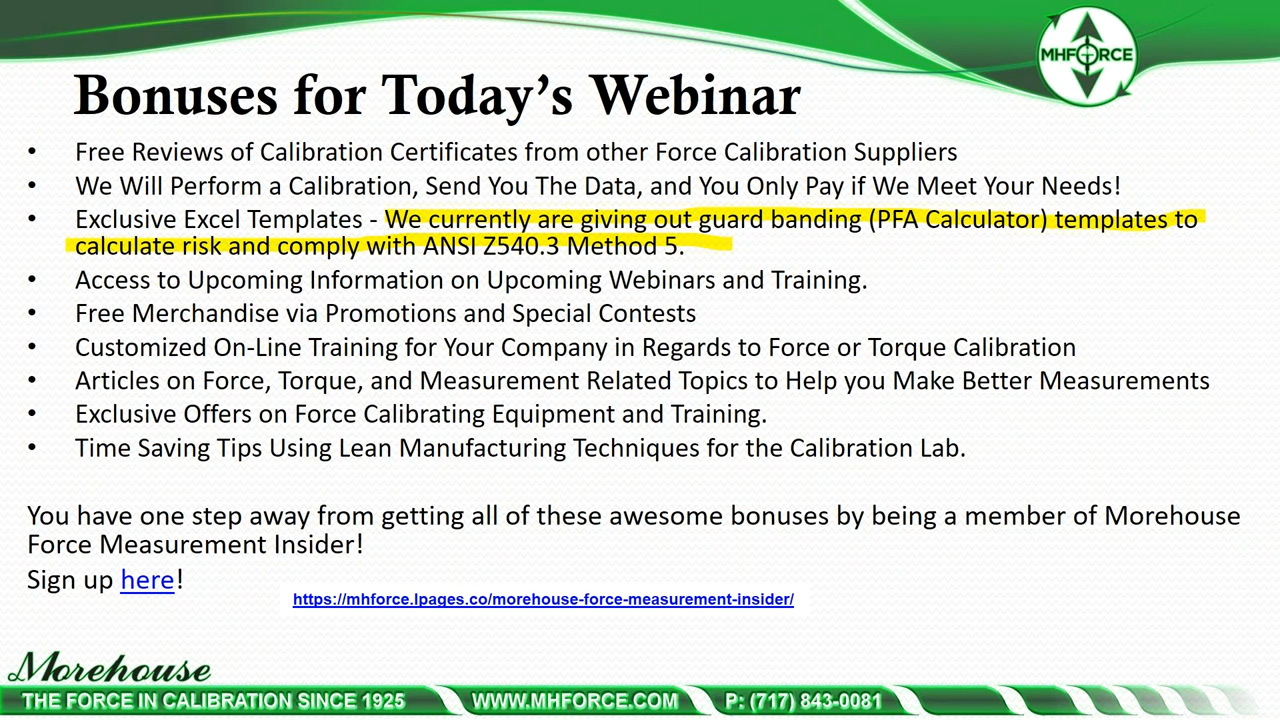 MHFORCE
Bonuses for Today's Webinar
• Free Reviews of Calibration Certificates from other Force Calibration Suppliers
• We Will Perform a Calibration, Send You The Data, and You Only Pay if We Meet Your Needs!
• Exclusive Excel Templates - We currently are giving out guard banding (PFA Calculator) templates to
calculate risk and comply with ANSI Z540.3 Method 5.
• Access to Upcoming Information on Upcoming Webinars and Training.
• Free Merchandise via Promotions and Special Contests
• Customized On-Line Training for Your Company in Regards to Force or Torque Calibration
• Articles on Force, Torque, and Measurement Related Topics to Help you Make Better Measurements
• Exclusive Offers on Force Calibrating Equipment and Training.
• Time Saving Tips Using Lean Manufacturing Techniques for the Calibration Lab.
You have one step away from getting all of these awesome bonuses by being a member of Morehouse
Force Measurement Insider!
Sign up here!
https://mhforce.lpages.co/morehouse-force-measurement-insider/
Morehouse
THE FORCE IN CALIBRATION SINCE 1925 WWW.MHFORCE.COM P: (717) 843-0081